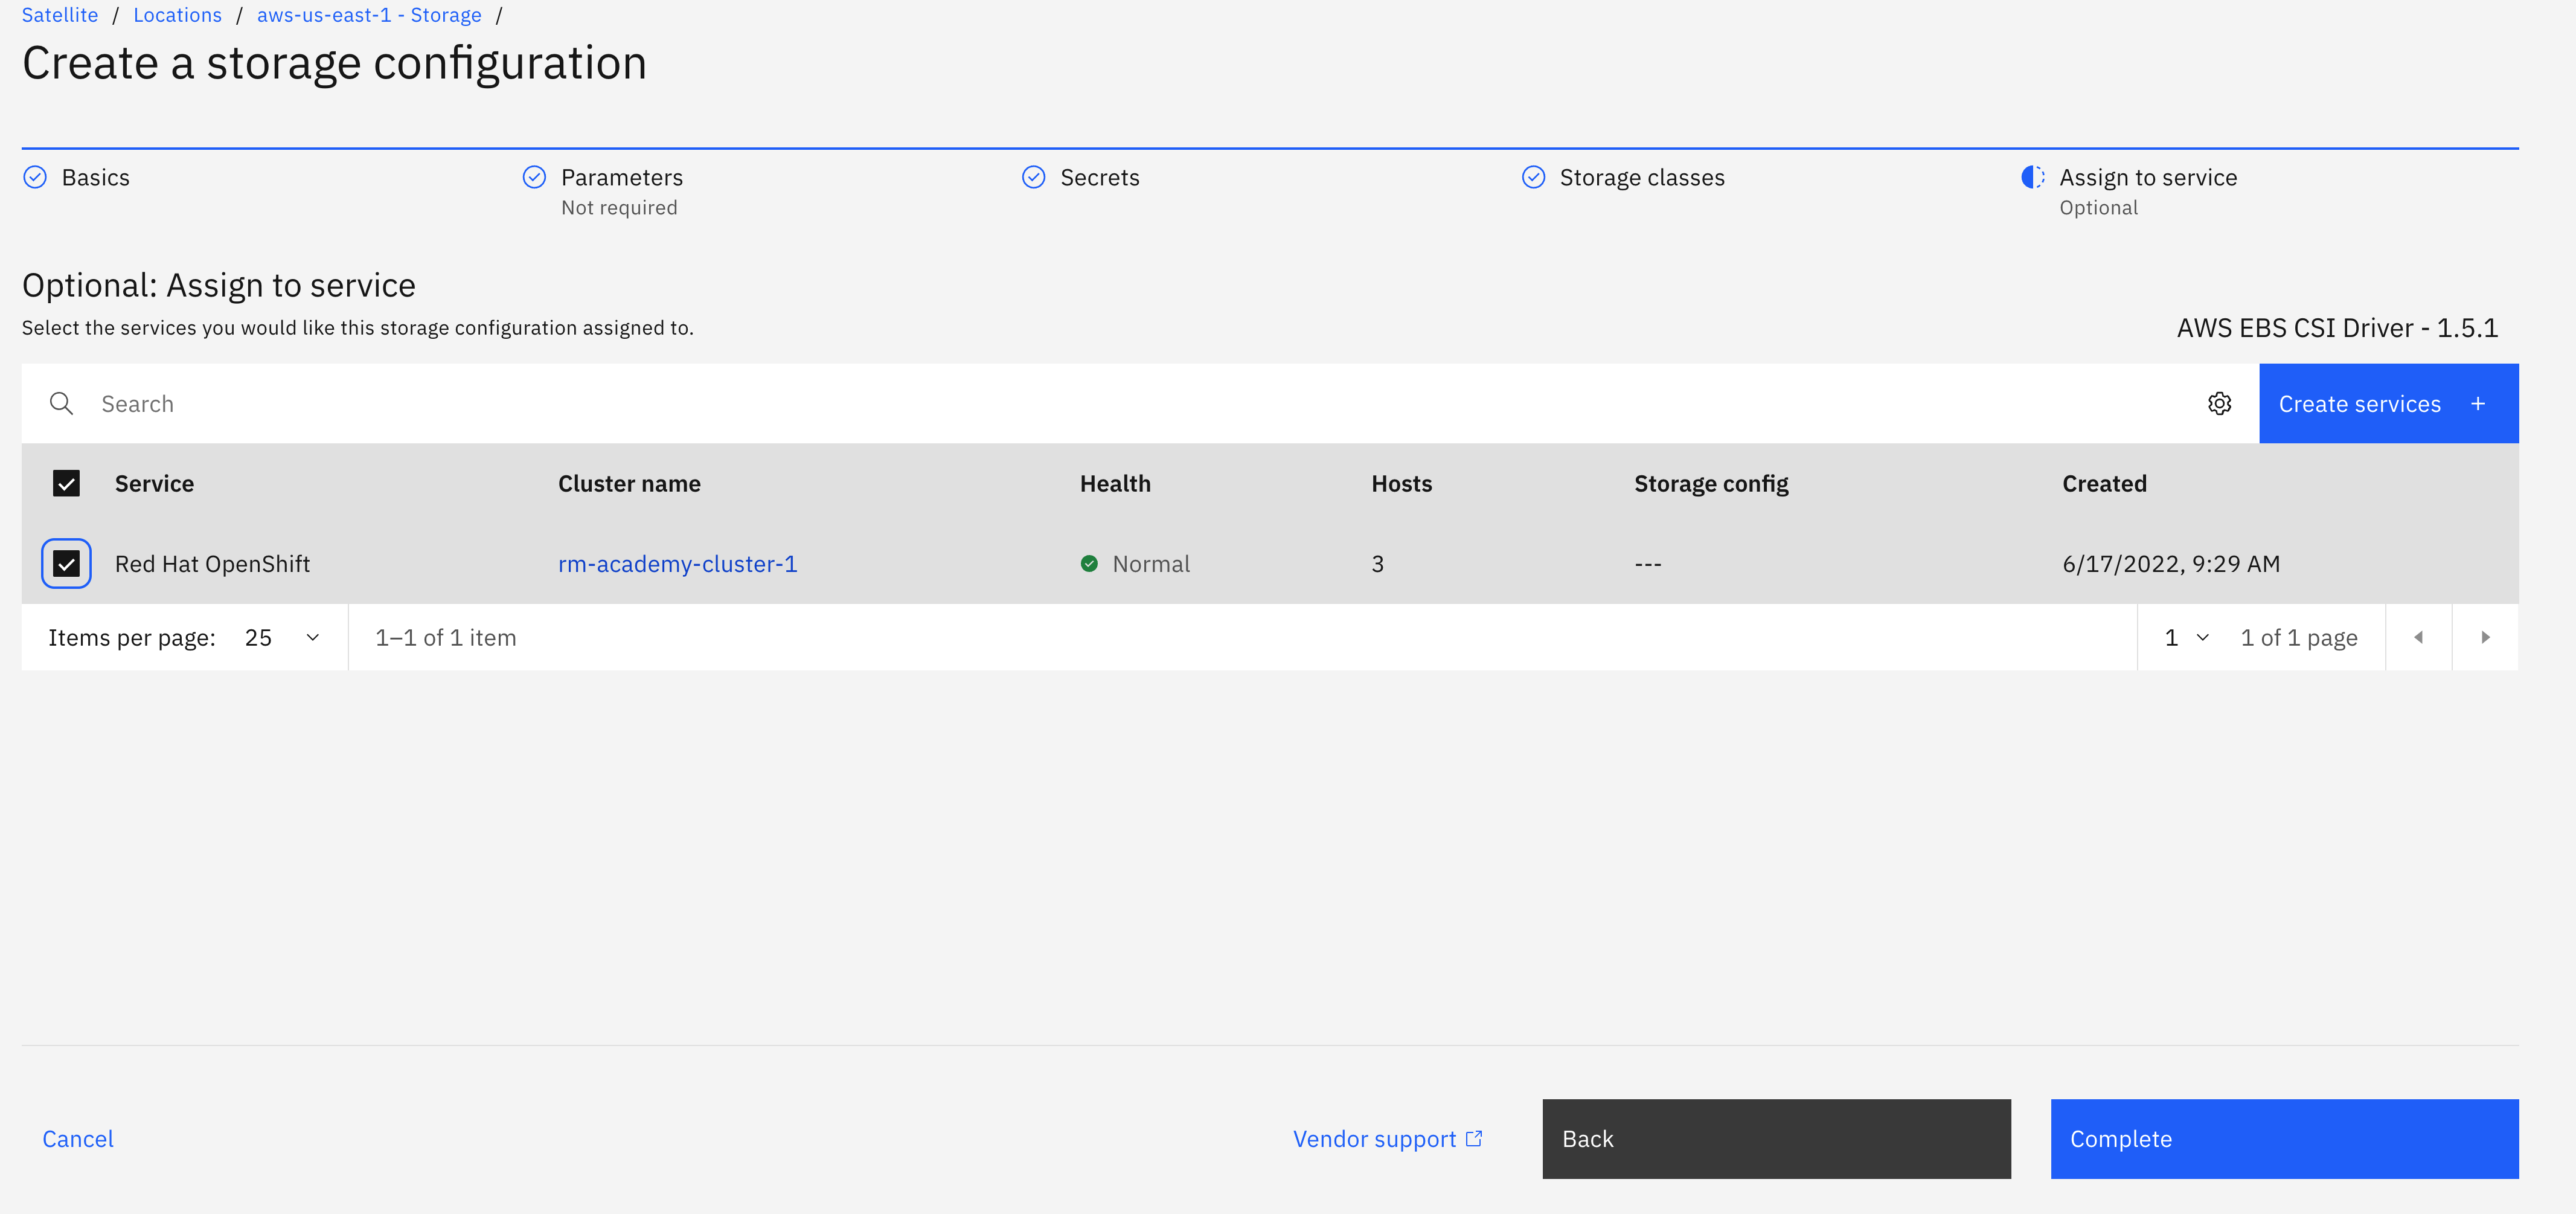 Satellite / Locations / aws-us-east-1 - Storage /
Create a storage configuration
Basics Parameters Secrets Storage classes Assign to service
Not required Optional
Optional: Assign to service
Select the services you would like this storage configuration assigned to.
AWS EBS CSI Driver - 1.5.1
Search Create services +
Service Cluster name Health Hosts Storage config Created
Red Hat OpenShift rm-academy-cluster-1 Normal 3 --- 6/17/2022, 9:29 AM
Items per page: 25 1–1 of 1 item 1 1 of 1 page
Cancel Vendor support Back Complete